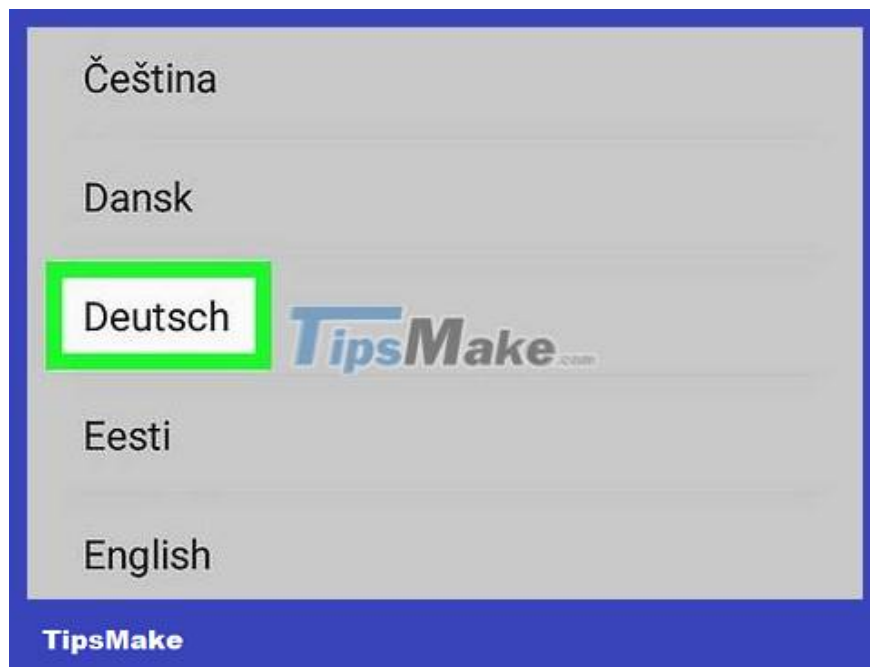 Čeština
Dansk
Deutsch
TipsMake.com
Eesti
English
TipsMake